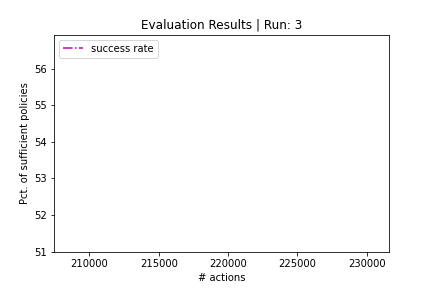 Evaluation Results | Run: 3
success rate
Pct. of sufficient policies
56
55
54
53
52
51
210000 215000 220000 225000 230000
# actions